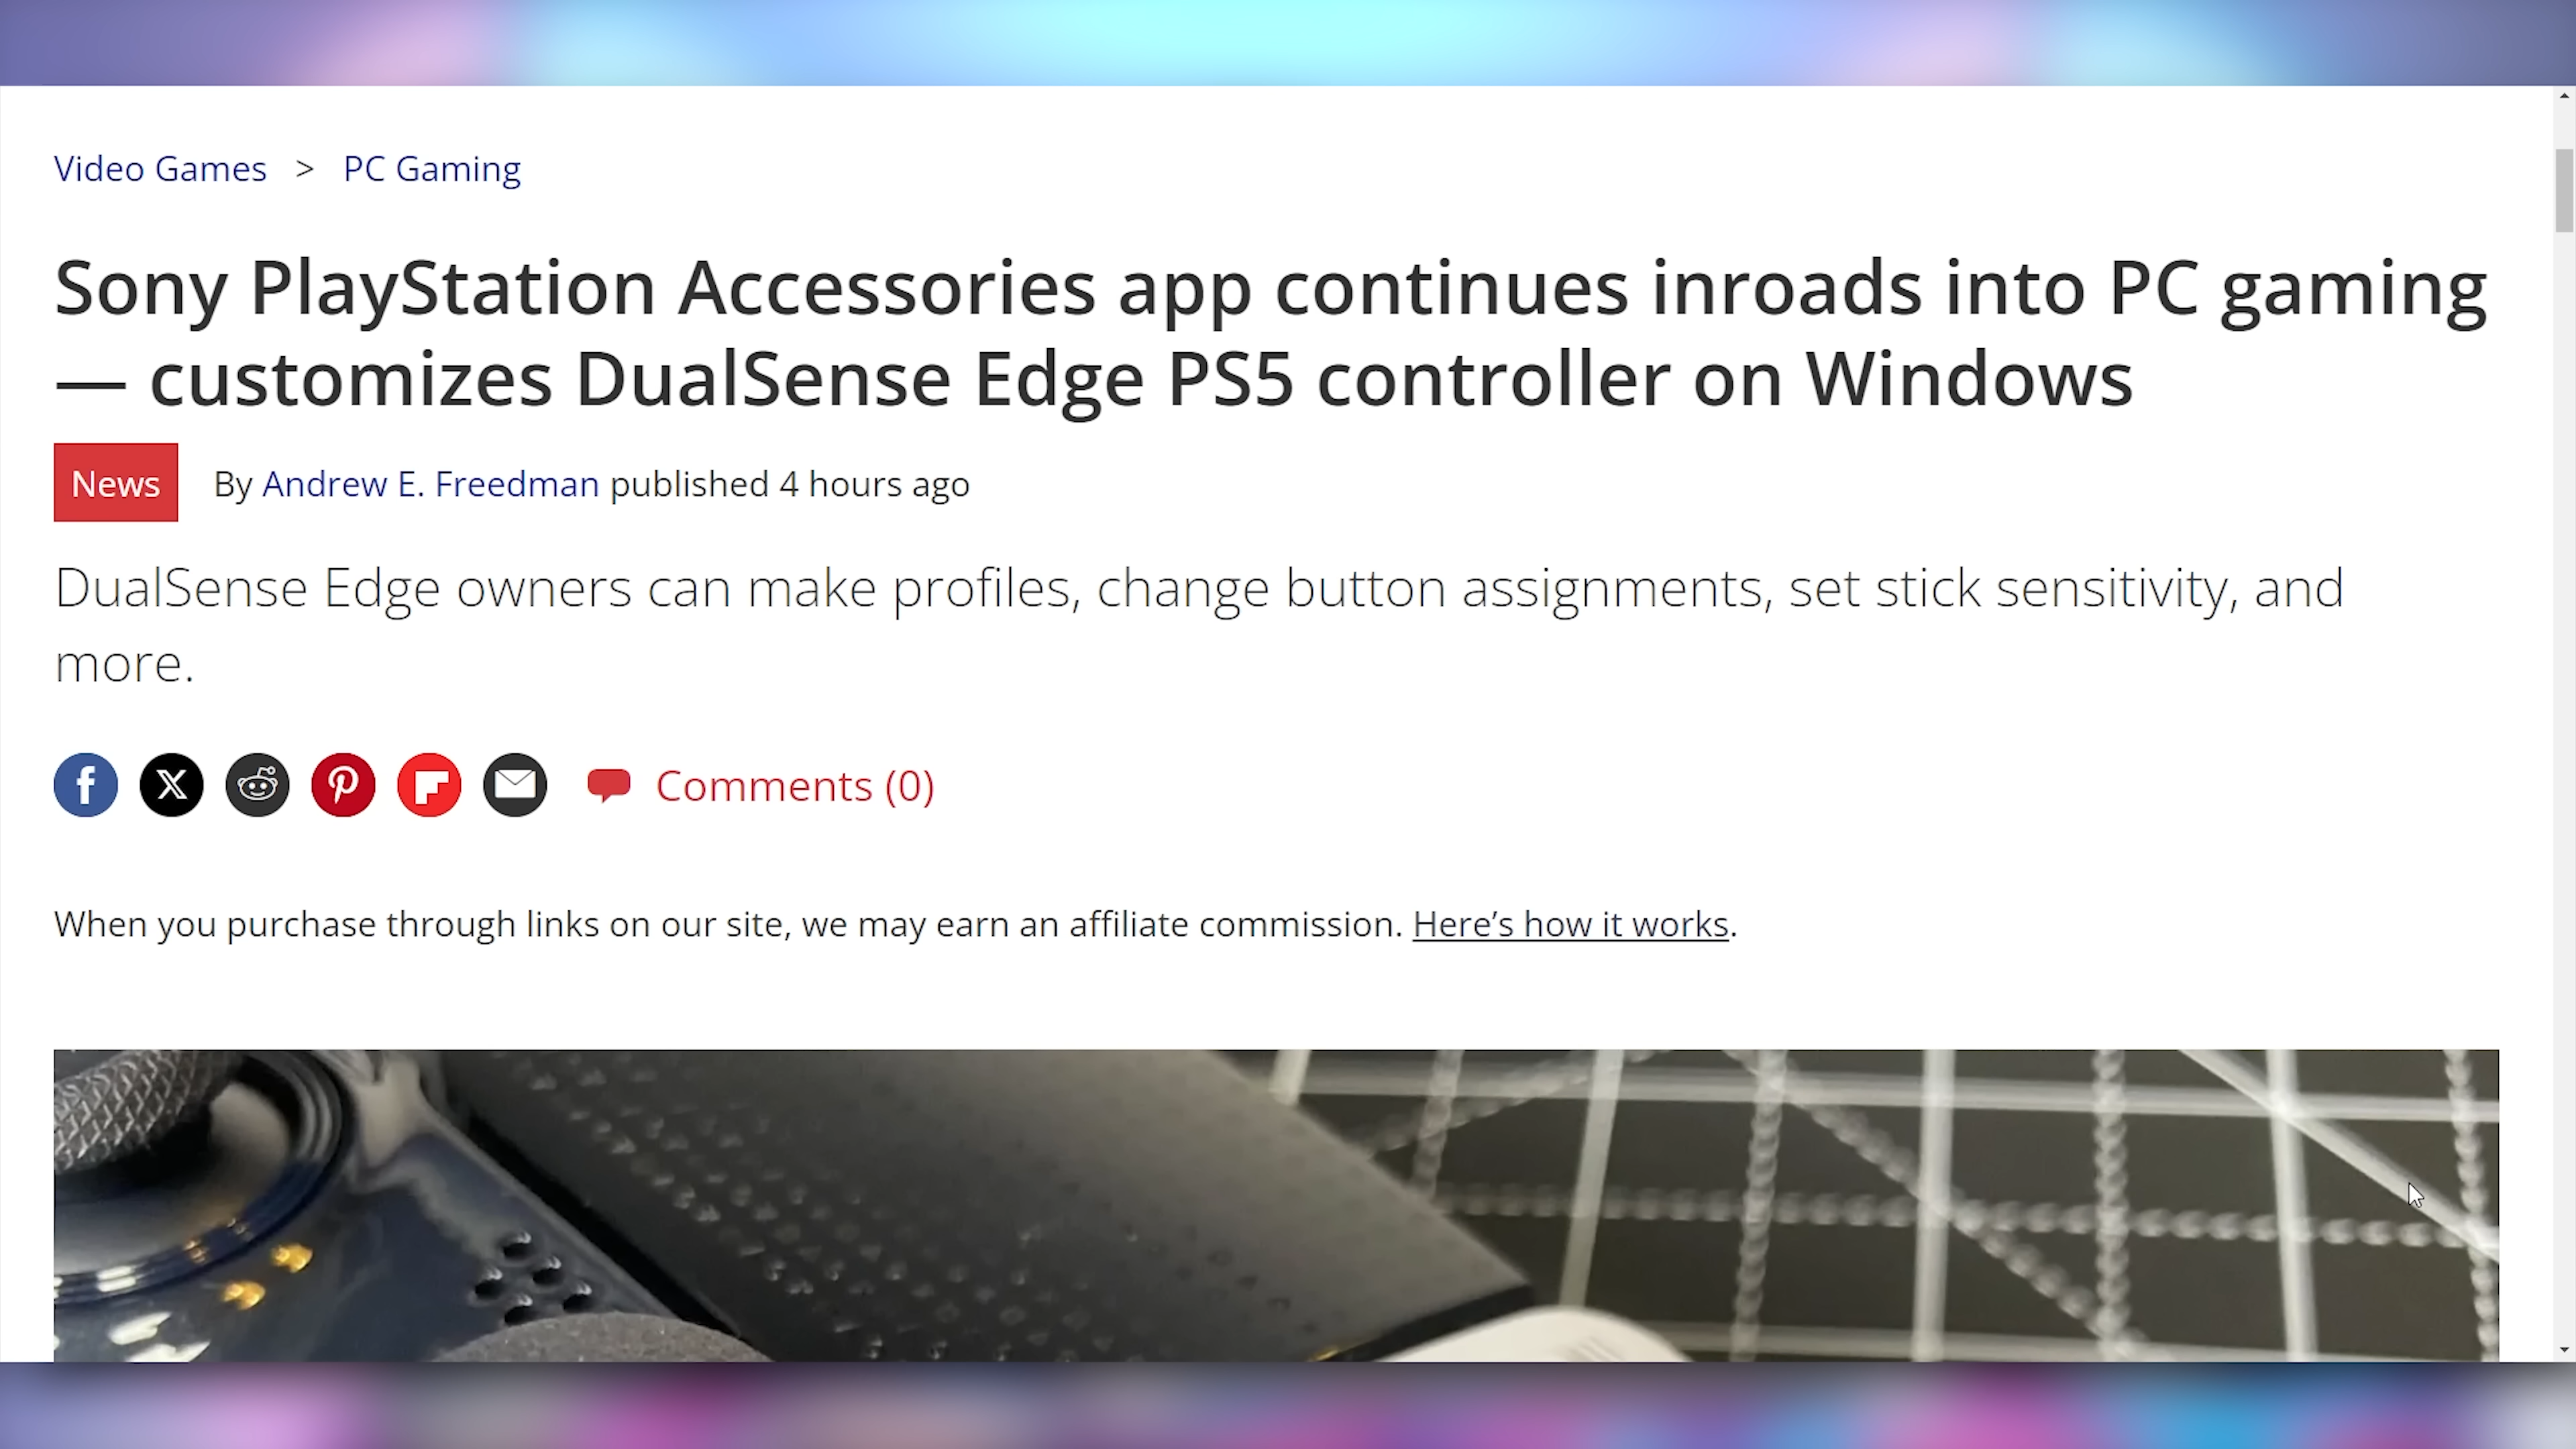 Video Games > PC Gaming
Sony PlayStation Accessories app continues inroads into PC gaming
— customizes DualSense Edge PS5 controller on Windows
News By Andrew E. Freedman published 4 hours ago
DualSense Edge owners can make profiles, change button assignments, set stick sensitivity, and
more.
Comments (0)
When you purchase through links on our site, we may earn an affiliate commission. Here’s how it works.